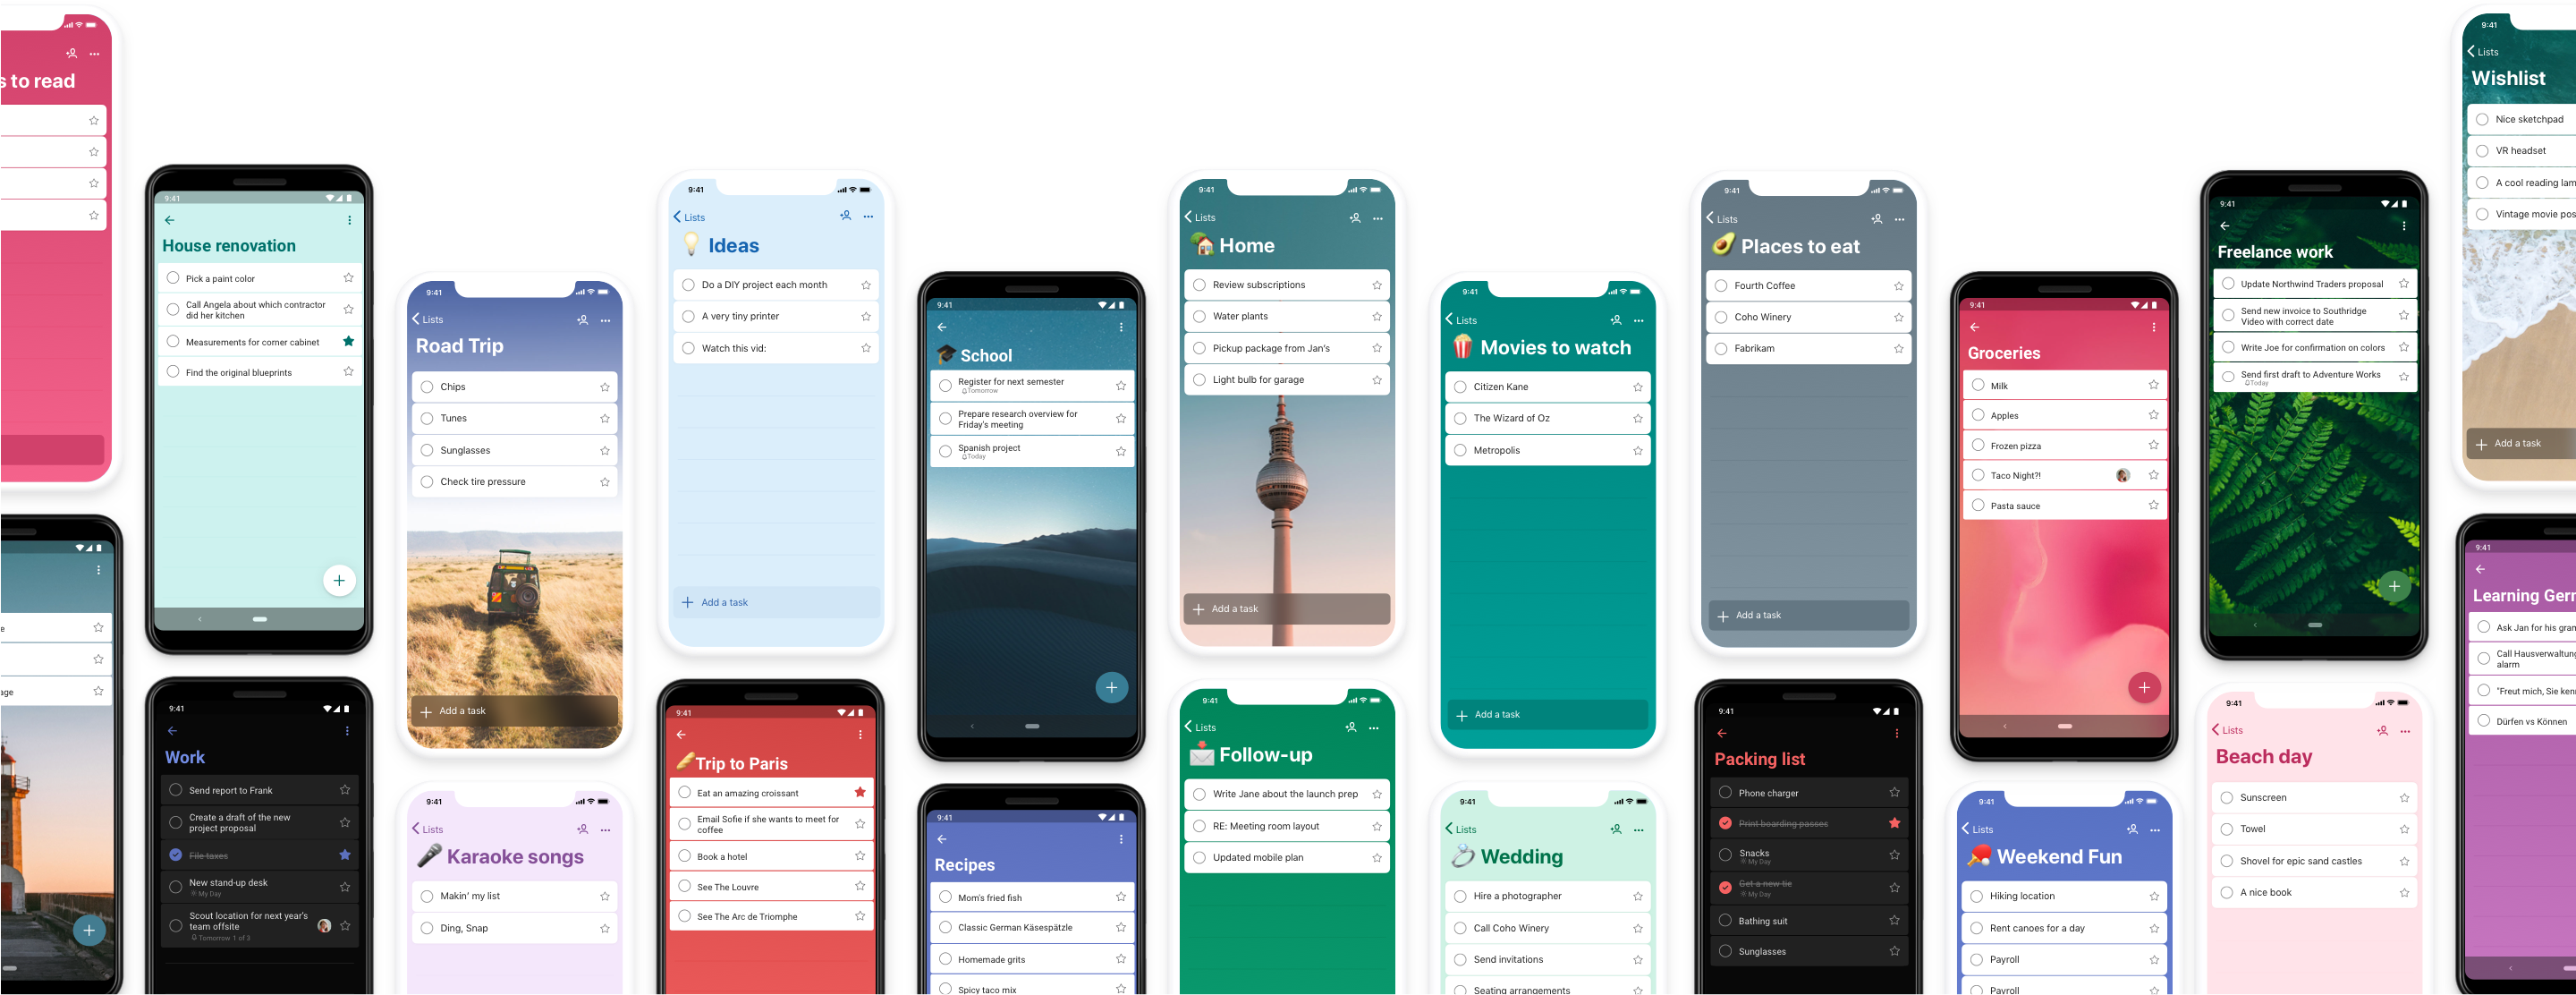 s to read
9:41
House renovation
Pick a paint color
Call Angela about which contractor
did her kitchen
Measurements for corner cabinet
Find the original blueprints
9:41
Lists
Road Trip
Chips
Tunes
Sunglasses
Check tire pressure
Add a task
9:41
Lists
Ideas
Do a DIY project each month
A very tiny printer
Watch this vid:
Add a task
9:41
School
Register for next semester
Tomorrow
Prepare research overview for
Friday's meeting
Spanish project
Today
9:41
Lists
Home
Review subscriptions
Water plants
Pickup package from Jan's
Light bulb for garage
Add a task
9:41
Lists
Movies to watch
Citizen Kane
The Wizard of Oz
Metropolis
Add a task
9:41
Lists
Places to eat
Fourth Coffee
Coho Winery
Fabrikam
Add a task
9:41
Groceries
Milk
Apples
Frozen pizza
Taco Night?!
Pasta sauce
9:41
Freelance work
Update Northwind Traders proposal
Send new invoice to Southridge
Video with correct date
Write Joe for confirmation on colors
Send first draft to Adventure Works
Today
9:41
Lists
Wishlist
Nice sketchpad
VR headset
A cool reading lam
Vintage movie pos
Add a task
e
age
9:41
Work
Send report to Frank
Create a draft of the new
project proposal
File taxes
New stand-up desk
My Day
Scout location for next year's
team offsite
Tomorrow 1 of 3
9:41
Lists
Karaoke songs
Makin' my list
Ding, Snap
9:41
Trip to Paris
Eat an amazing croissant
Email Sofie if she wants to meet for
coffee
Book a hotel
See The Louvre
See The Arc de Triomphe
9:41
Recipes
Mom's fried fish
Classic German Käsespätzle
Homemade grits
Spicy taco mix
9:41
Lists
Follow-up
Write Jane about the launch prep
RE: Meeting room layout
Updated mobile plan
9:41
Lists
Wedding
Hire a photographer
Call Coho Winery
Send invitations
Seating arrangements
9:41
Packing list
Phone charger
Print boarding passes
Snacks
My Day
Get a new tie
My Day
Bathing suit
Sunglasses
9:41
Lists
Weekend Fun
Hiking location
Rent canoes for a day
Payroll
Payroll
9:41
Lists
Beach day
Sunscreen
Towel
Shovel for epic sand castles
A nice book
9:41
Learning Gerr
Ask Jan for his gran
Call Hausverwaltung
alarm
"Freut mich, Sie ken
Dürfen vs Können